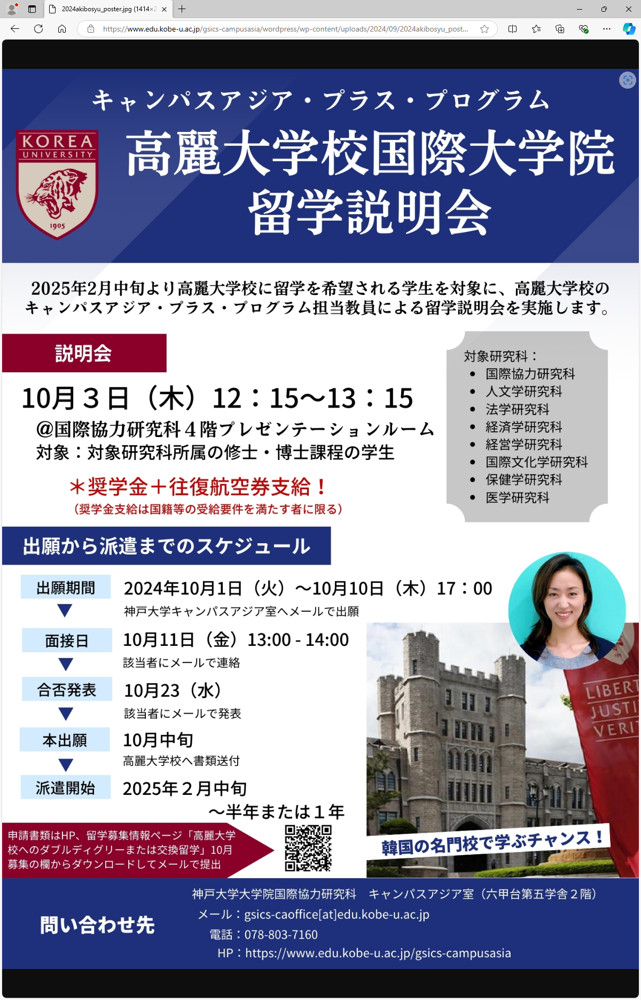 2024akibosyu_poster.jpg (1414×2
https://www.edu.kobe-u.ac.jp/gsics-campusasia/wordpress/wp-content/uploads/2024/09/2024akibosyu_post...
キャンパスアジア・プラス・プログラム
KOREA
UNIVERSITY
1905
高麗大学校国際大学院
留学説明会
2025年2月中旬より高麗大学校に留学を希望される学生を対象に、高麗大学校の
キャンパスアジア・プラス・プログラム担当教員による留学説明会を実施します。
説明会
10月３日（木）12：15～13：15
@国際協力研究科４階プレゼンテーションルーム
対象：対象研究科所属の修士・博士課程の学生
＊奨学金＋往復航空券支給！
（奨学金支給は国籍等の受給要件を満たす者に限る）
対象研究科：
• 国際協力研究科
• 人文学研究科
• 法学研究科
• 経済学研究科
• 経営学研究科
• 国際文化学研究科
• 保健学研究科
• 医学研究科
出願から派遣までのスケジュール
出願期間
2024年10月1日（火）～10月10日（木）17：00
神戸大学キャンパスアジア室へメールで出願
面接日
10月11日（金）13:00 - 14:00
該当者にメールで連絡
合否発表
10月23（水）
該当者にメールで発表
本出願
10月中旬
高麗大学校へ書類送付
派遣開始
2025年２月中旬
～半年または１年
LIBERT
JUSTI
VERIT
韓国の名門校で学ぶチャンス！
申請書類はHP、留学募集情報ページ「高麗大学
校へのダブルディグリーまたは交換留学」10月
募集の欄からダウンロードしてメールで提出
問い合わせ先
神戸大学大学院国際協力研究科　キャンパスアジア室（六甲台第五学舎２階）
メール：gsics-caoffice[at]edu.kobe-u.ac.jp
電話：078-803-7160
HP：https://www.edu.kobe-u.ac.jp/gsics-campusasia